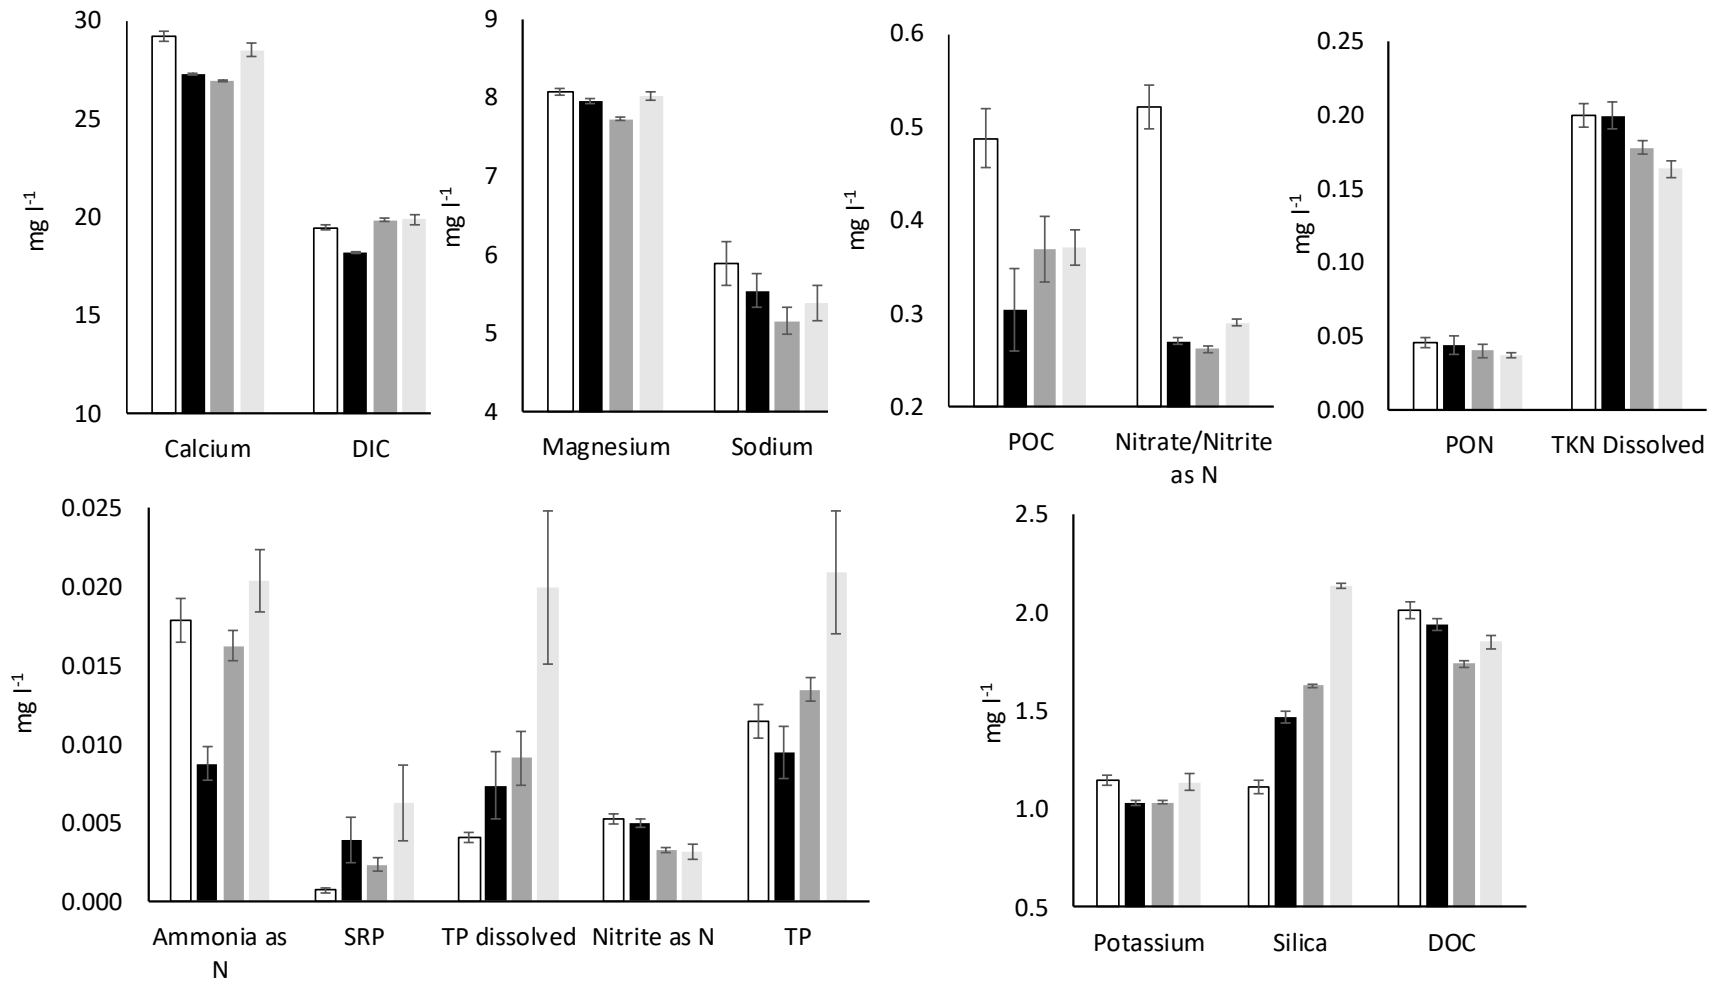 30
25
20
15
10
mg l-1
Calcium
DIC
9
8
7
6
5
4
mg l-1
Magnesium
Sodium
0.6
0.5
0.4
0.3
0.2
mg l-1
POC
Nitrate/Nitrite
as N
0.25
0.20
0.15
0.10
0.05
0.00
mg l-1
PON
TKN Dissolved
0.025
0.020
0.015
0.010
0.005
0.000
mg l-1
Ammonia as
N
SRP
TP dissolved
Nitrite as N
TP
2.5
2.0
1.5
1.0
0.5
mg l-1
Potassium
Silica
DOC